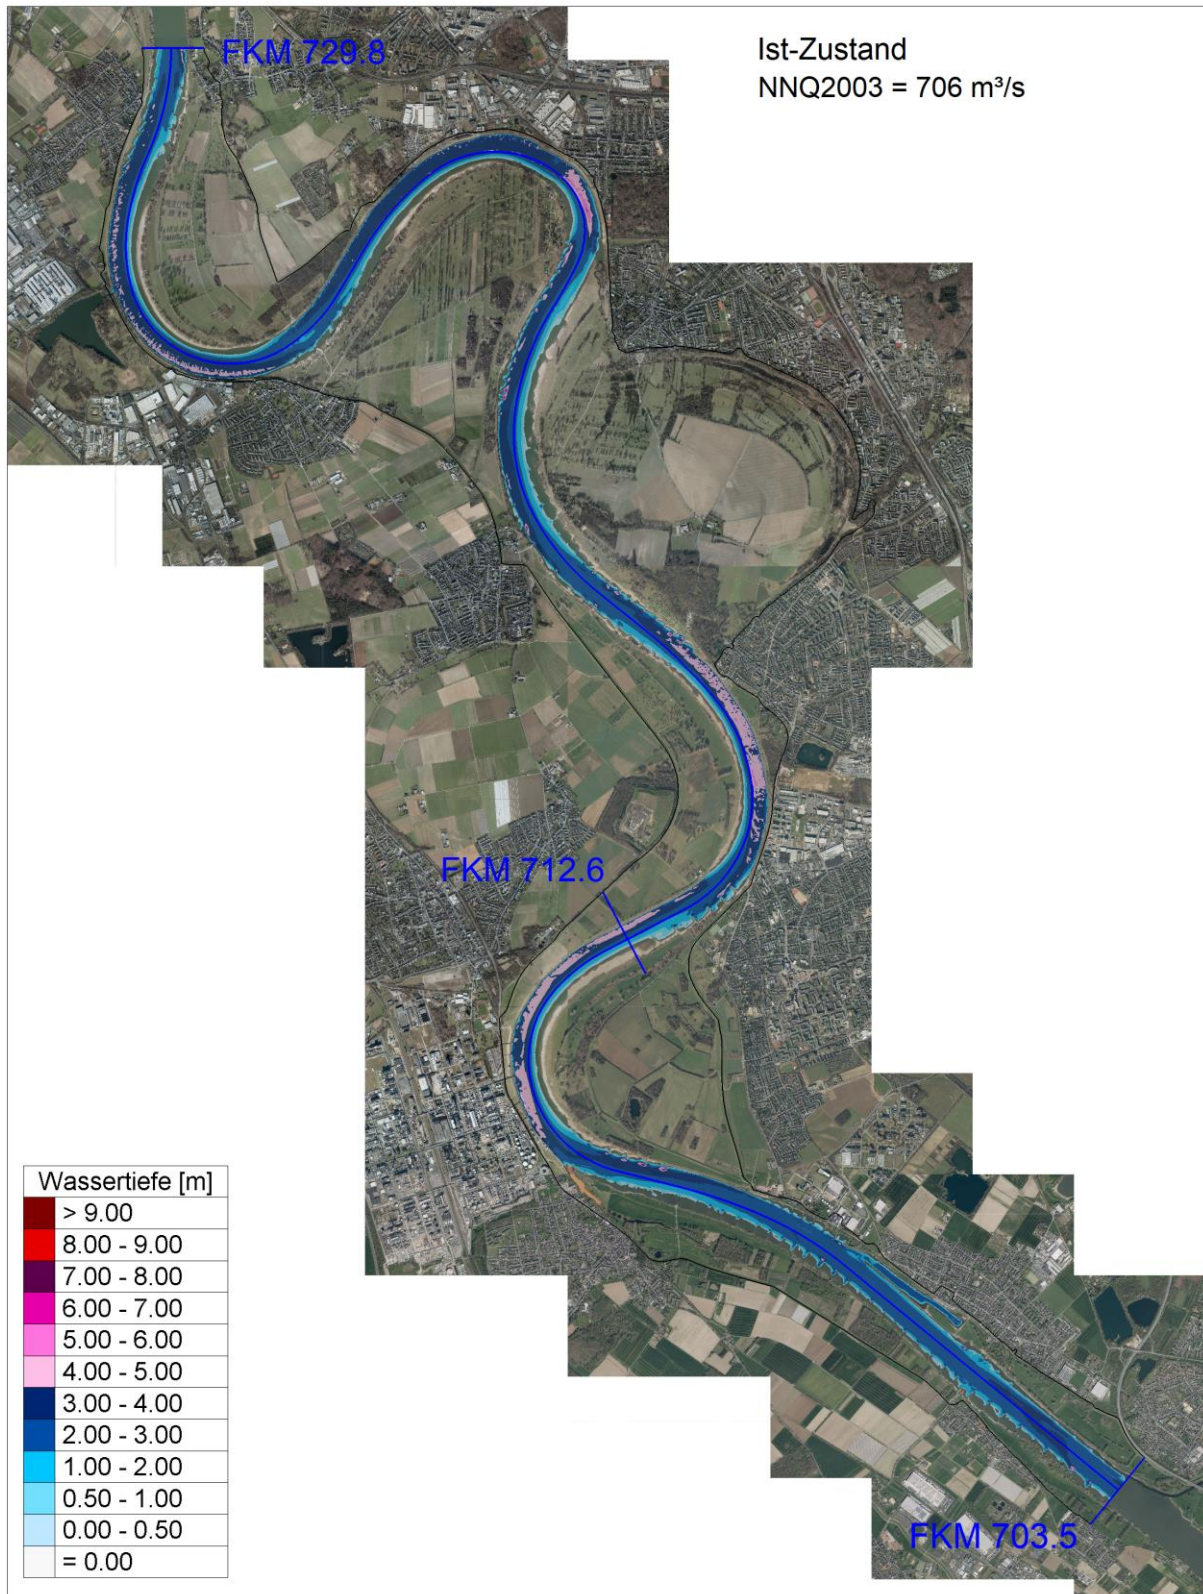 FKM 729.8
Ist-Zustand
NNQ2003 = 706 m³/s
FKM 712.6
Wassertiefe [m]
> 9.00
8.00 - 9.00
7.00 - 8.00
6.00 - 7.00
5.00 - 6.00
4.00 - 5.00
3.00 - 4.00
2.00 - 3.00
1.00 - 2.00
0.50 - 1.00
0.00 - 0.50
= 0.00
FKM 703.5